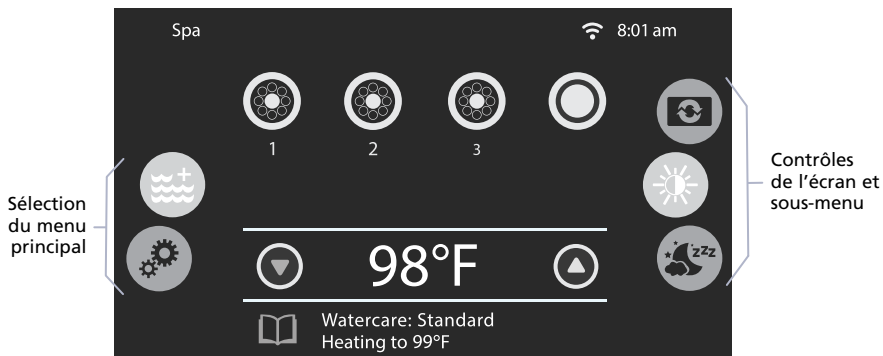 Spa
8:01 am
1
2
3
zzz
Sélection
du menu
principal
Contrôles
de l'écran et
sous-menu
98°F
Watercare: Standard
Heating to 99°F